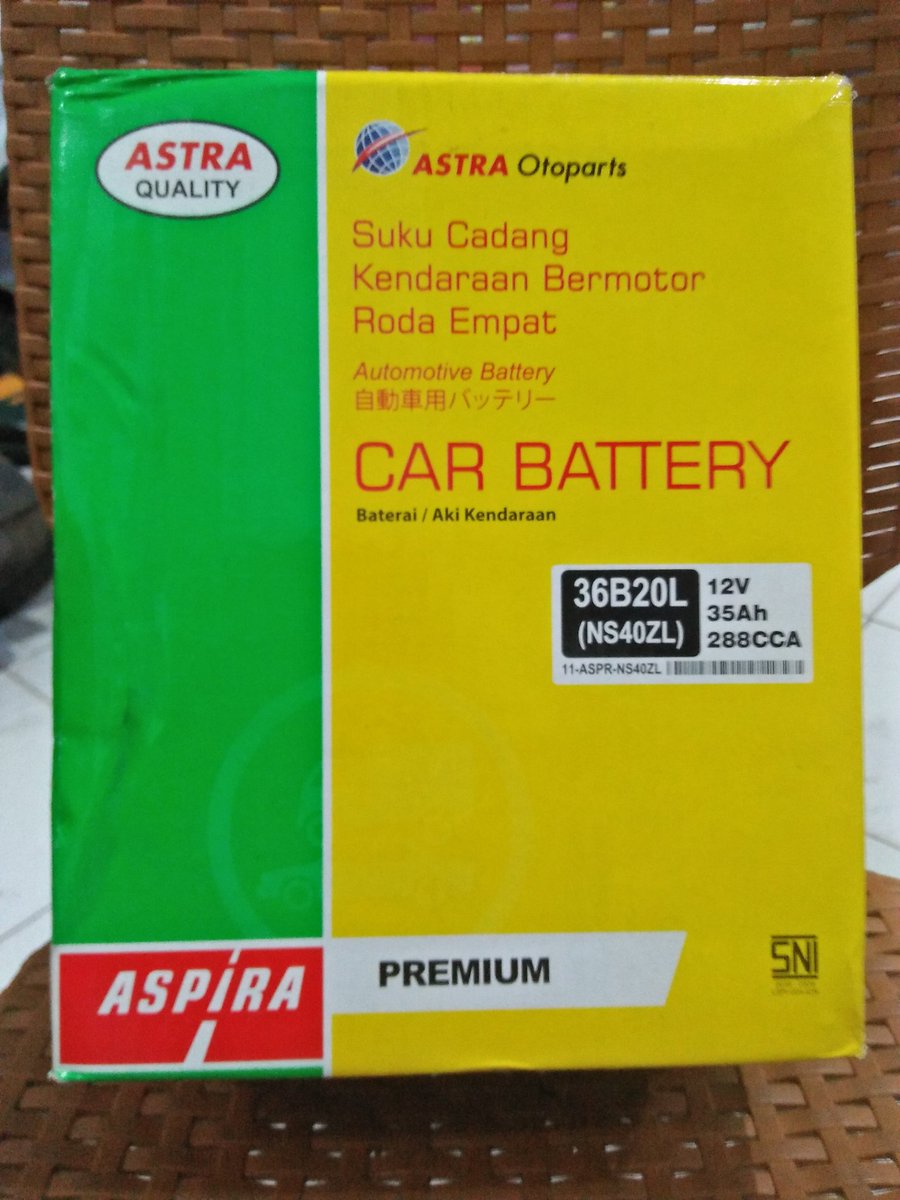 ASTRA
QUALITY
ASTRA Otoparts
Suku Cadang
Kendaraan Bermotor
Roda Empat
Automotive Battery
自動車用バッテリー
CAR BATTERY
Baterai / Aki Kendaraan
36B20L
(NS40ZL)
12V
35Ah
288CCA
11-ASPR-NS40ZL
ASPiRA
PREMIUM
SNI